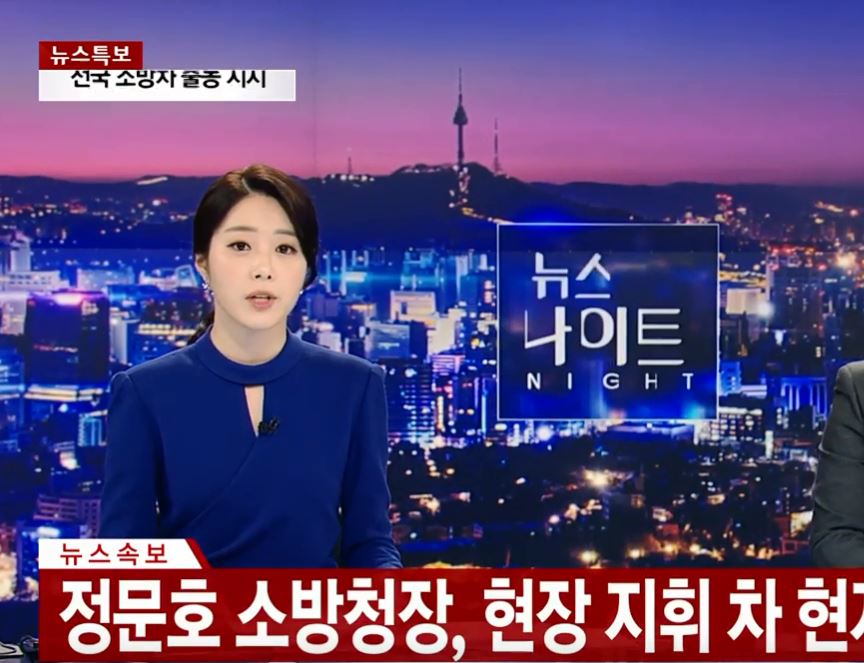 뉴스특보
전국 소방차 출동 지시
뉴스
나이트
NIGHT
뉴스속보
정문호 소방청장, 현장 지휘 차 현